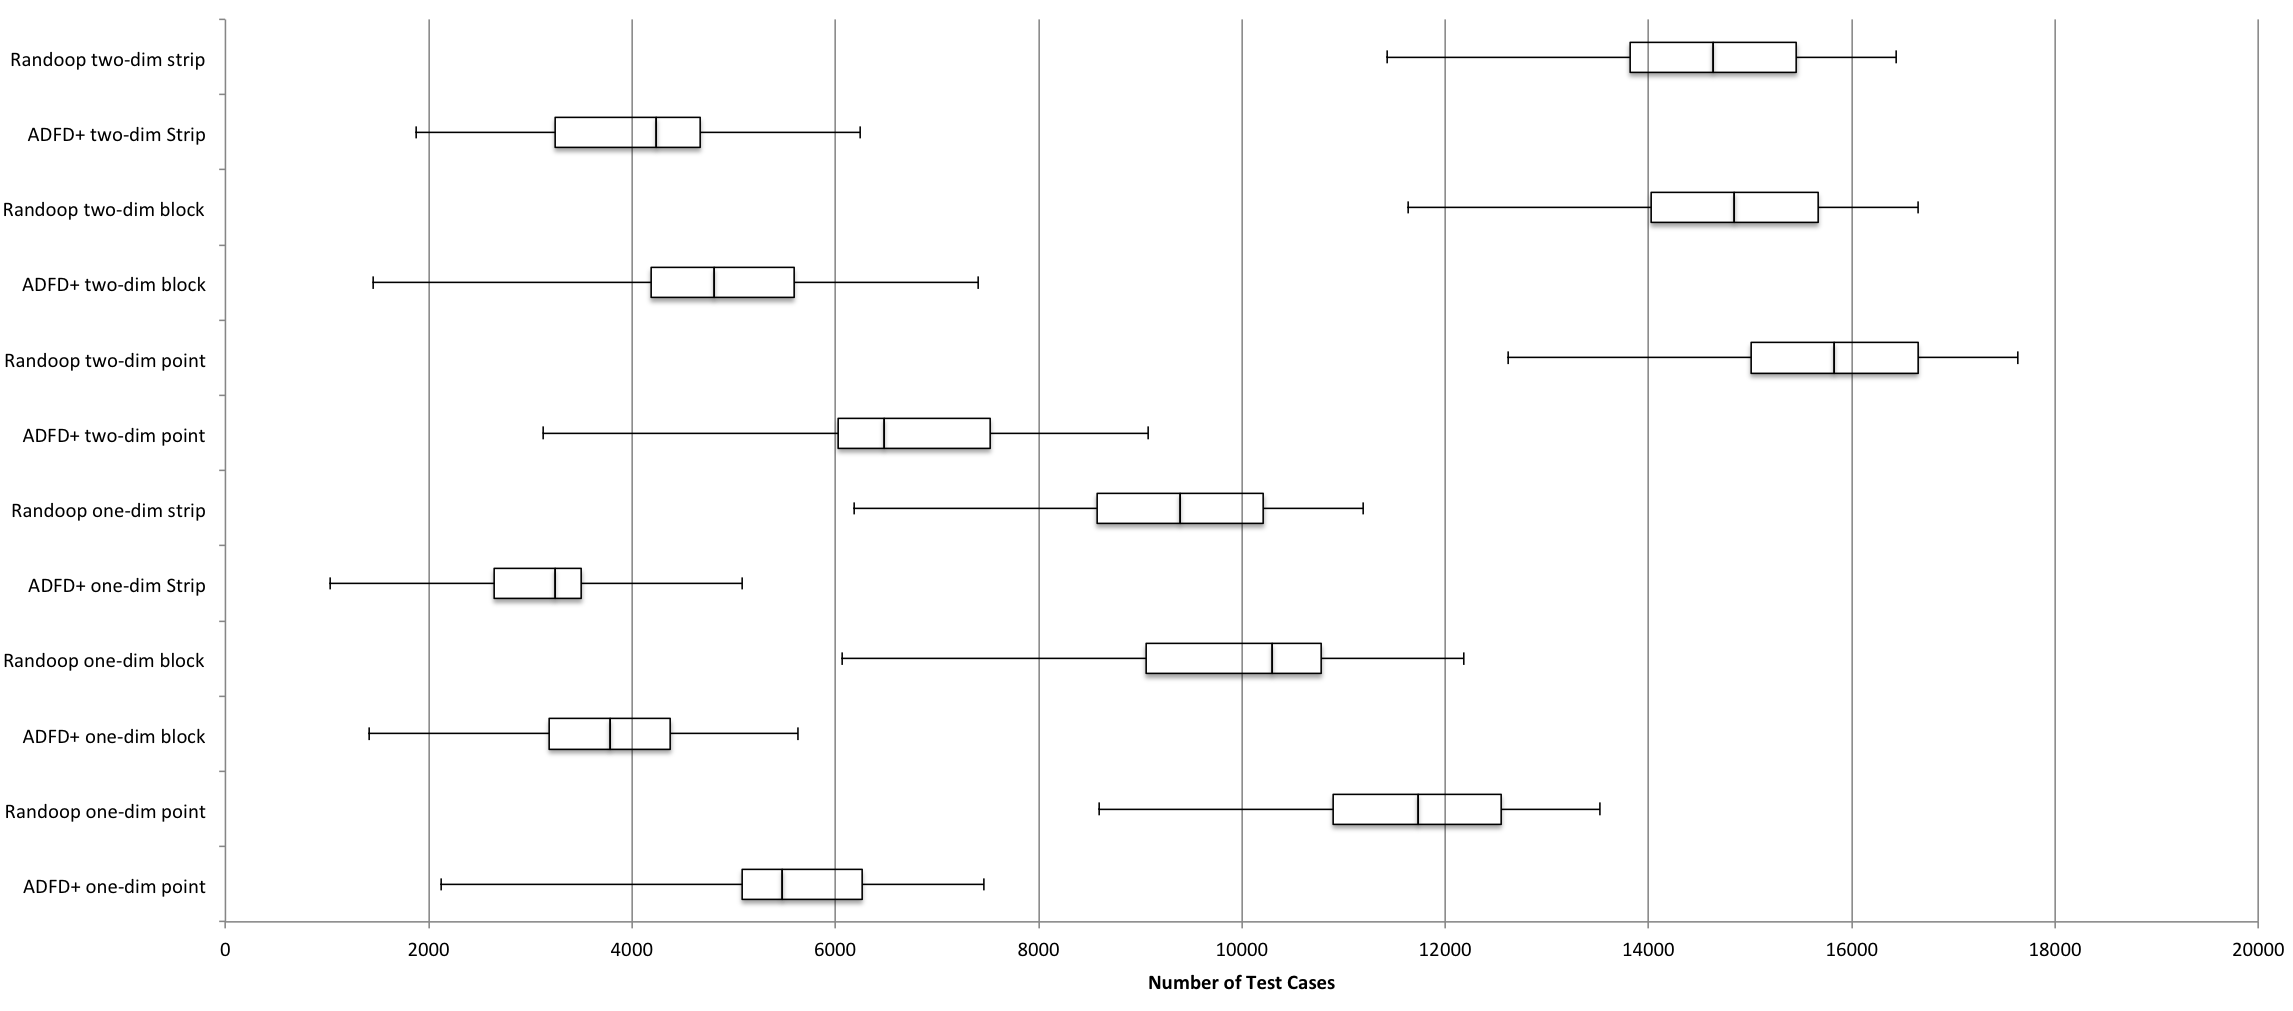 Randoop two-dim strip
ADFD+ two-dim Strip
Randoop two-dim block
ADFD+ two-dim block
Randoop two-dim point
ADFD+ two-dim point
Randoop one-dim strip
ADFD+ one-dim Strip
Randoop one-dim block
ADFD+ one-dim block
Randoop one-dim point
ADFD+ one-dim point
0 2000 4000 6000 8000 10000 12000 14000 16000 18000 20000
Number of Test Cases